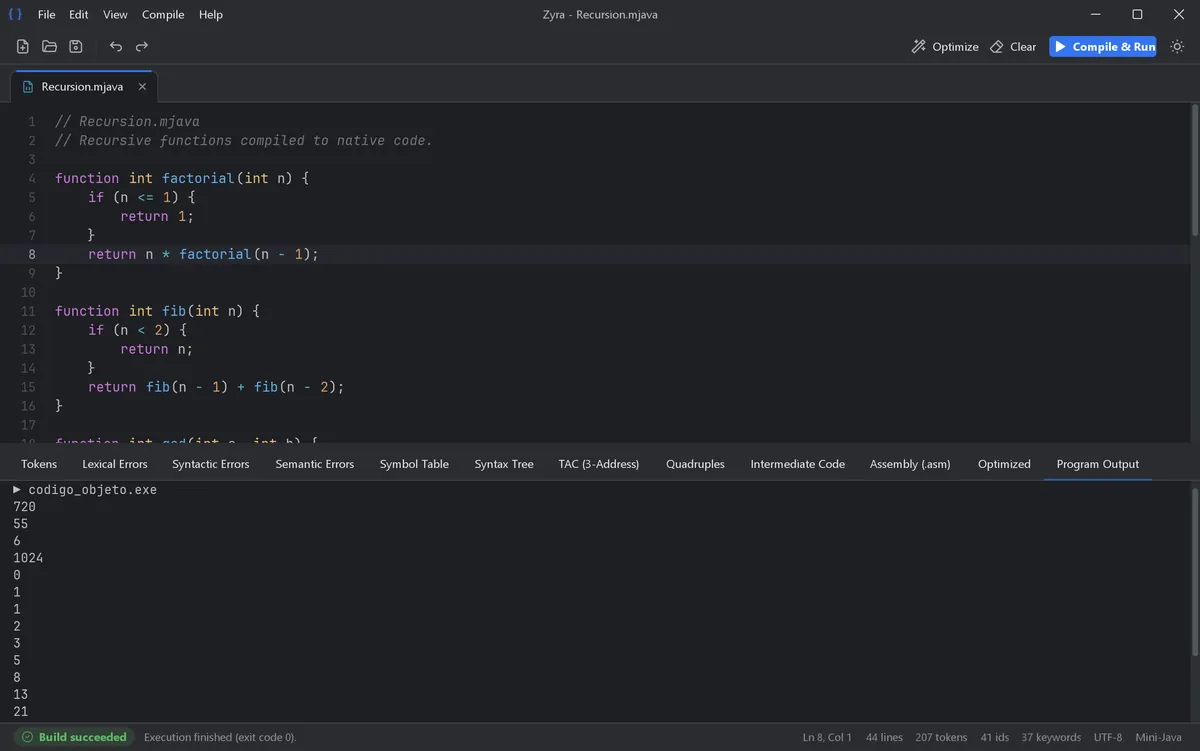 { } File Edit View Compile Help Zyra - Recursion.mjava
Optimize Clear Compile & Run
Recursion.mjava
1 // Recursion.mjava
2 // Recursive functions compiled to native code.
3
4 function int factorial(int n) {
5 if (n <= 1) {
6 return 1;
7 }
8 return n * factorial(n - 1);
9 }
10
11 function int fib(int n) {
12 if (n < 2) {
13 return n;
14 }
15 return fib(n - 1) + fib(n - 2);
16 }
17
18 function int gcd(int a, int b) {
Tokens Lexical Errors Syntactic Errors Semantic Errors Symbol Table Syntax Tree TAC (3-Address) Quadruples Intermediate Code Assembly (.asm) Optimized Program Output
▶ codigo_objeto.exe
720
55
6
1024
0
1
1
2
3
5
8
13
21
Build succeeded Execution finished (exit code 0). Ln 8, Col 1 44 lines 207 tokens 41 ids 37 keywords UTF-8 Mini-Java